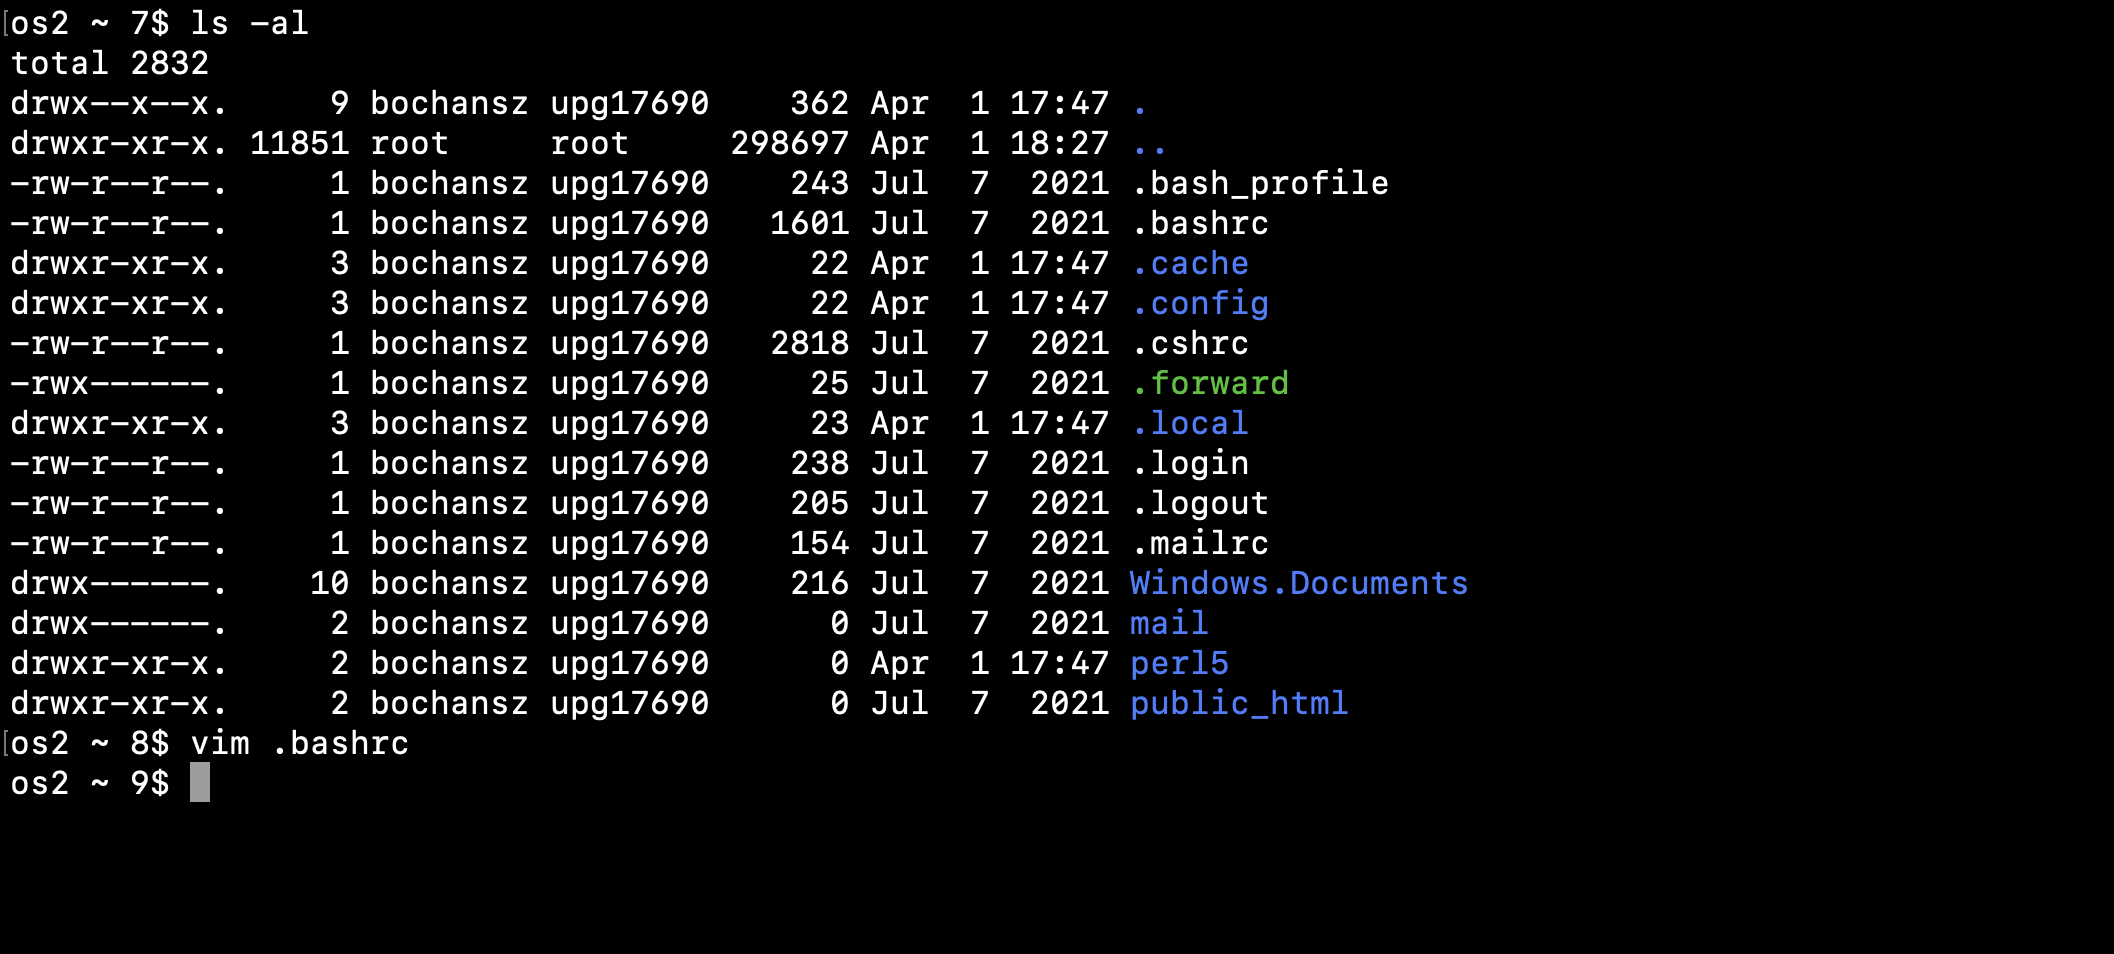 [os2 ~ 7$ ls -al
total 2832
drwx--x--x.     9 bochansz upg17690    362 Apr  1 17:47 .
drwxr-xr-x. 11851 root     root     298697 Apr  1 18:27 ..
-rw-r--r--.     1 bochansz upg17690    243 Jul  7  2021 .bash_profile
-rw-r--r--.     1 bochansz upg17690   1601 Jul  7  2021 .bashrc
drwxr-xr-x.     3 bochansz upg17690     22 Apr  1 17:47 .cache
drwxr-xr-x.     3 bochansz upg17690     22 Apr  1 17:47 .config
-rw-r--r--.     1 bochansz upg17690   2818 Jul  7  2021 .cshrc
-rwx------.     1 bochansz upg17690     25 Jul  7  2021 .forward
drwxr-xr-x.     3 bochansz upg17690     23 Apr  1 17:47 .local
-rw-r--r--.     1 bochansz upg17690    238 Jul  7  2021 .login
-rw-r--r--.     1 bochansz upg17690    205 Jul  7  2021 .logout
-rw-r--r--.     1 bochansz upg17690    154 Jul  7  2021 .mailrc
drwx------.    10 bochansz upg17690    216 Jul  7  2021 Windows.Documents
drwx------.     2 bochansz upg17690      0 Jul  7  2021 mail
drwxr-xr-x.     2 bochansz upg17690      0 Apr  1 17:47 perl5
drwxr-xr-x.     2 bochansz upg17690      0 Jul  7  2021 public_html
[os2 ~ 8$ vim .bashrc
os2 ~ 9$